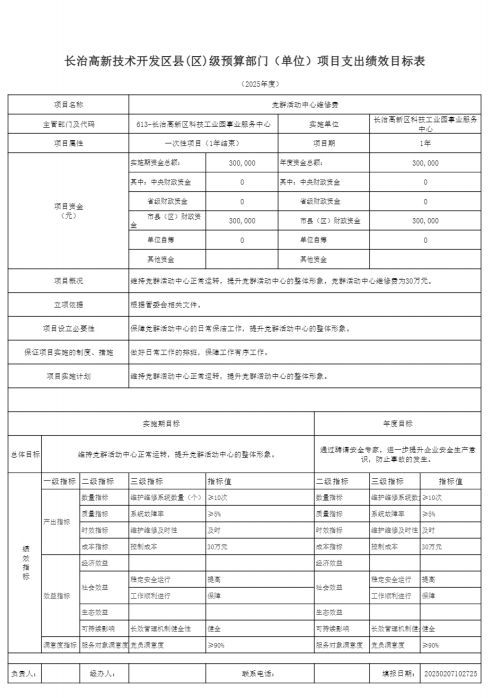 长治高新技术开发区县(区)级预算部门（单位）项目支出绩效目标表
（2025年度）
项目名称 党群活动中心维修费
主管部门及代码 613-长治高新区科技工业园事业服务中心 实施单位 长治高新区科技工业园事业服务中心
项目属性 一次性项目（1年结束） 项目期 1年
项目资金（元） 实施期资金总额： 300,000 年度资金总额： 300,000
其中：中央财政资金 0 其中：中央财政资金 0
省级财政资金 0 省级财政资金 0
市县（区）财政资金 300,000 市县（区）财政资金 300,000
单位自筹 0 单位自筹 0
其他资金 其他资金
项目概况 维持党群活动中心正常运转，提升党群活动中心的整体形象，党群活动中心维修费为30万元。
立项依据 根据管委会相关文件。
项目设立必要性 保障党群活动中心的日常保洁工作，提升党群活动中心的整体形象。
保证项目实施的制度、措施 做好日常工作的排班，保障工作有序工作。
项目实施计划 维持党群活动中心正常运转，提升党群活动中心的整体形象。
实施期目标 年度目标
总体目标 维持党群活动中心正常运转，提升党群活动中心的整体形象。 通过聘请安全专家，进一步提升企业安全生产意识，防止事故的发生。
绩效指标 一级指标 二级指标 三级指标 指标值 二级指标 三级指标 指标值
产出指标 数量指标 维护维修系统数量（个） ≥10次 数量指标 维护维修系统数 ≥10次
质量指标 系统故障率 ≥5% 质量指标 系统故障率 ≥5%
时效指标 维护维修及时性 及时 时效指标 维护维修及时性 及时
成本指标 控制成本 30万元 成本指标 控制成本 30万元
效益指标 经济效益 经济效益
社会效益 稳定安全运行 提高 社会效益 稳定安全运行 提高
工作顺利进行 保障 工作顺利进行 保障
生态效益 生态效益
可持续影响 长效管理机制健全性 健全 可持续影响 长效管理机制健 健全
满意度指标 服务对象满意度 党员满意度 ≥90% 服务对象满意度 党员满意度 ≥90%
负责人： 经办人： 联系电话： 填报日期： 20250207102723